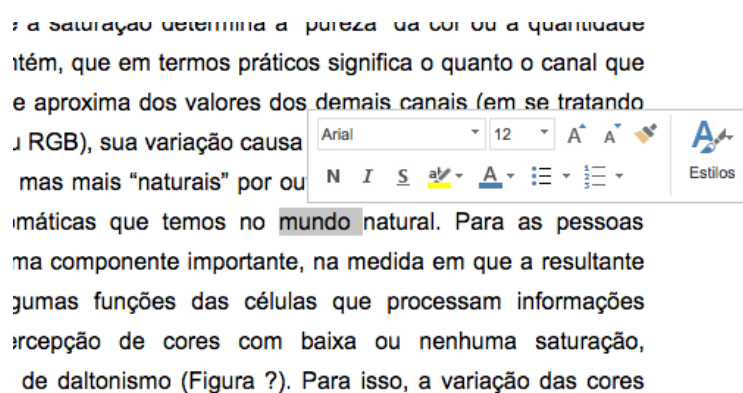 a saturação determina a "pureza" da cor ou a quantidade
ntém, que em termos práticos significa o quanto o canal que
e aproxima dos valores dos demais canais (em se tratando
u RGB), sua variação causa
mas mais “naturais” por ou
máticas que temos no mundo natural. Para as pessoas
ma componente importante, na medida em que a resultante
gumas funções das células que processam informações
ercepção de cores com baixa ou nenhuma saturação,
de daltonismo (Figura ?). Para isso, a variação das cores
Arial 12 A A
N I S ab A
Estilos